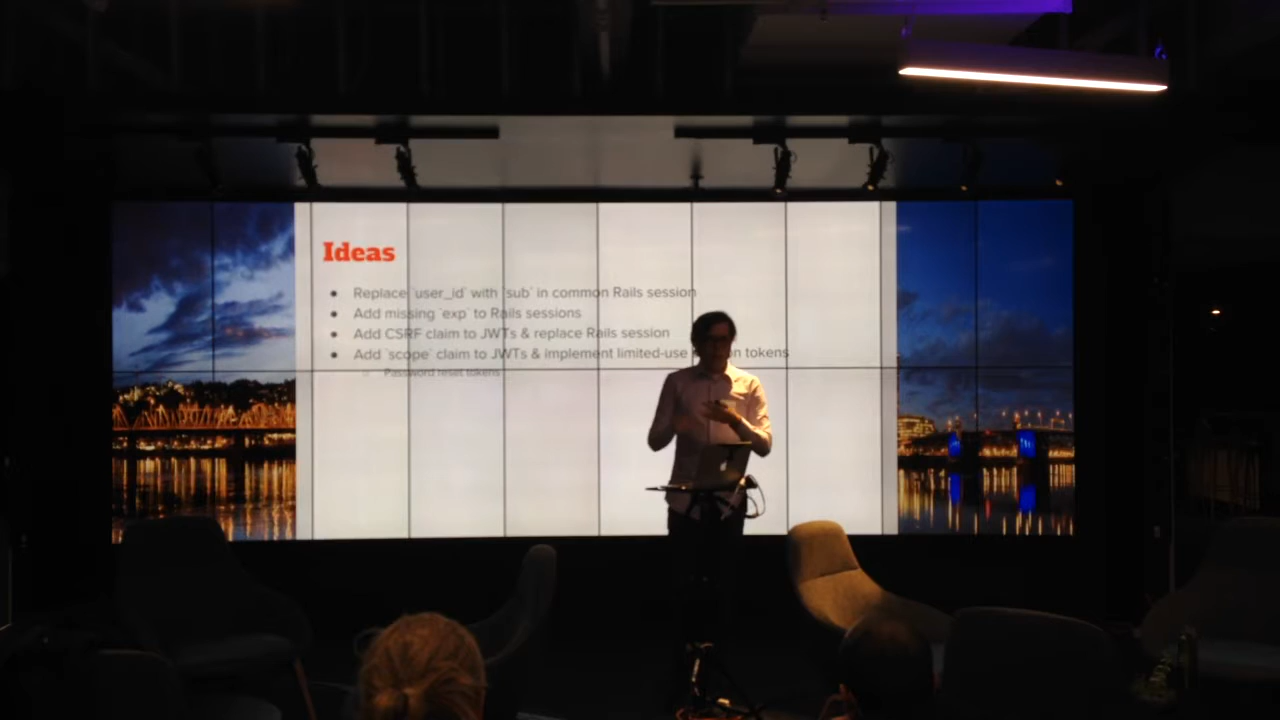 Ideas
Replace `user_id` with `sub` in common Rails session
Add missing `exp` to Rails sessions
Add CSRF claim to JWTs & replace Rails session
Add `scope` claim to JWTs & implement limited-use tokens
Password reset tokens